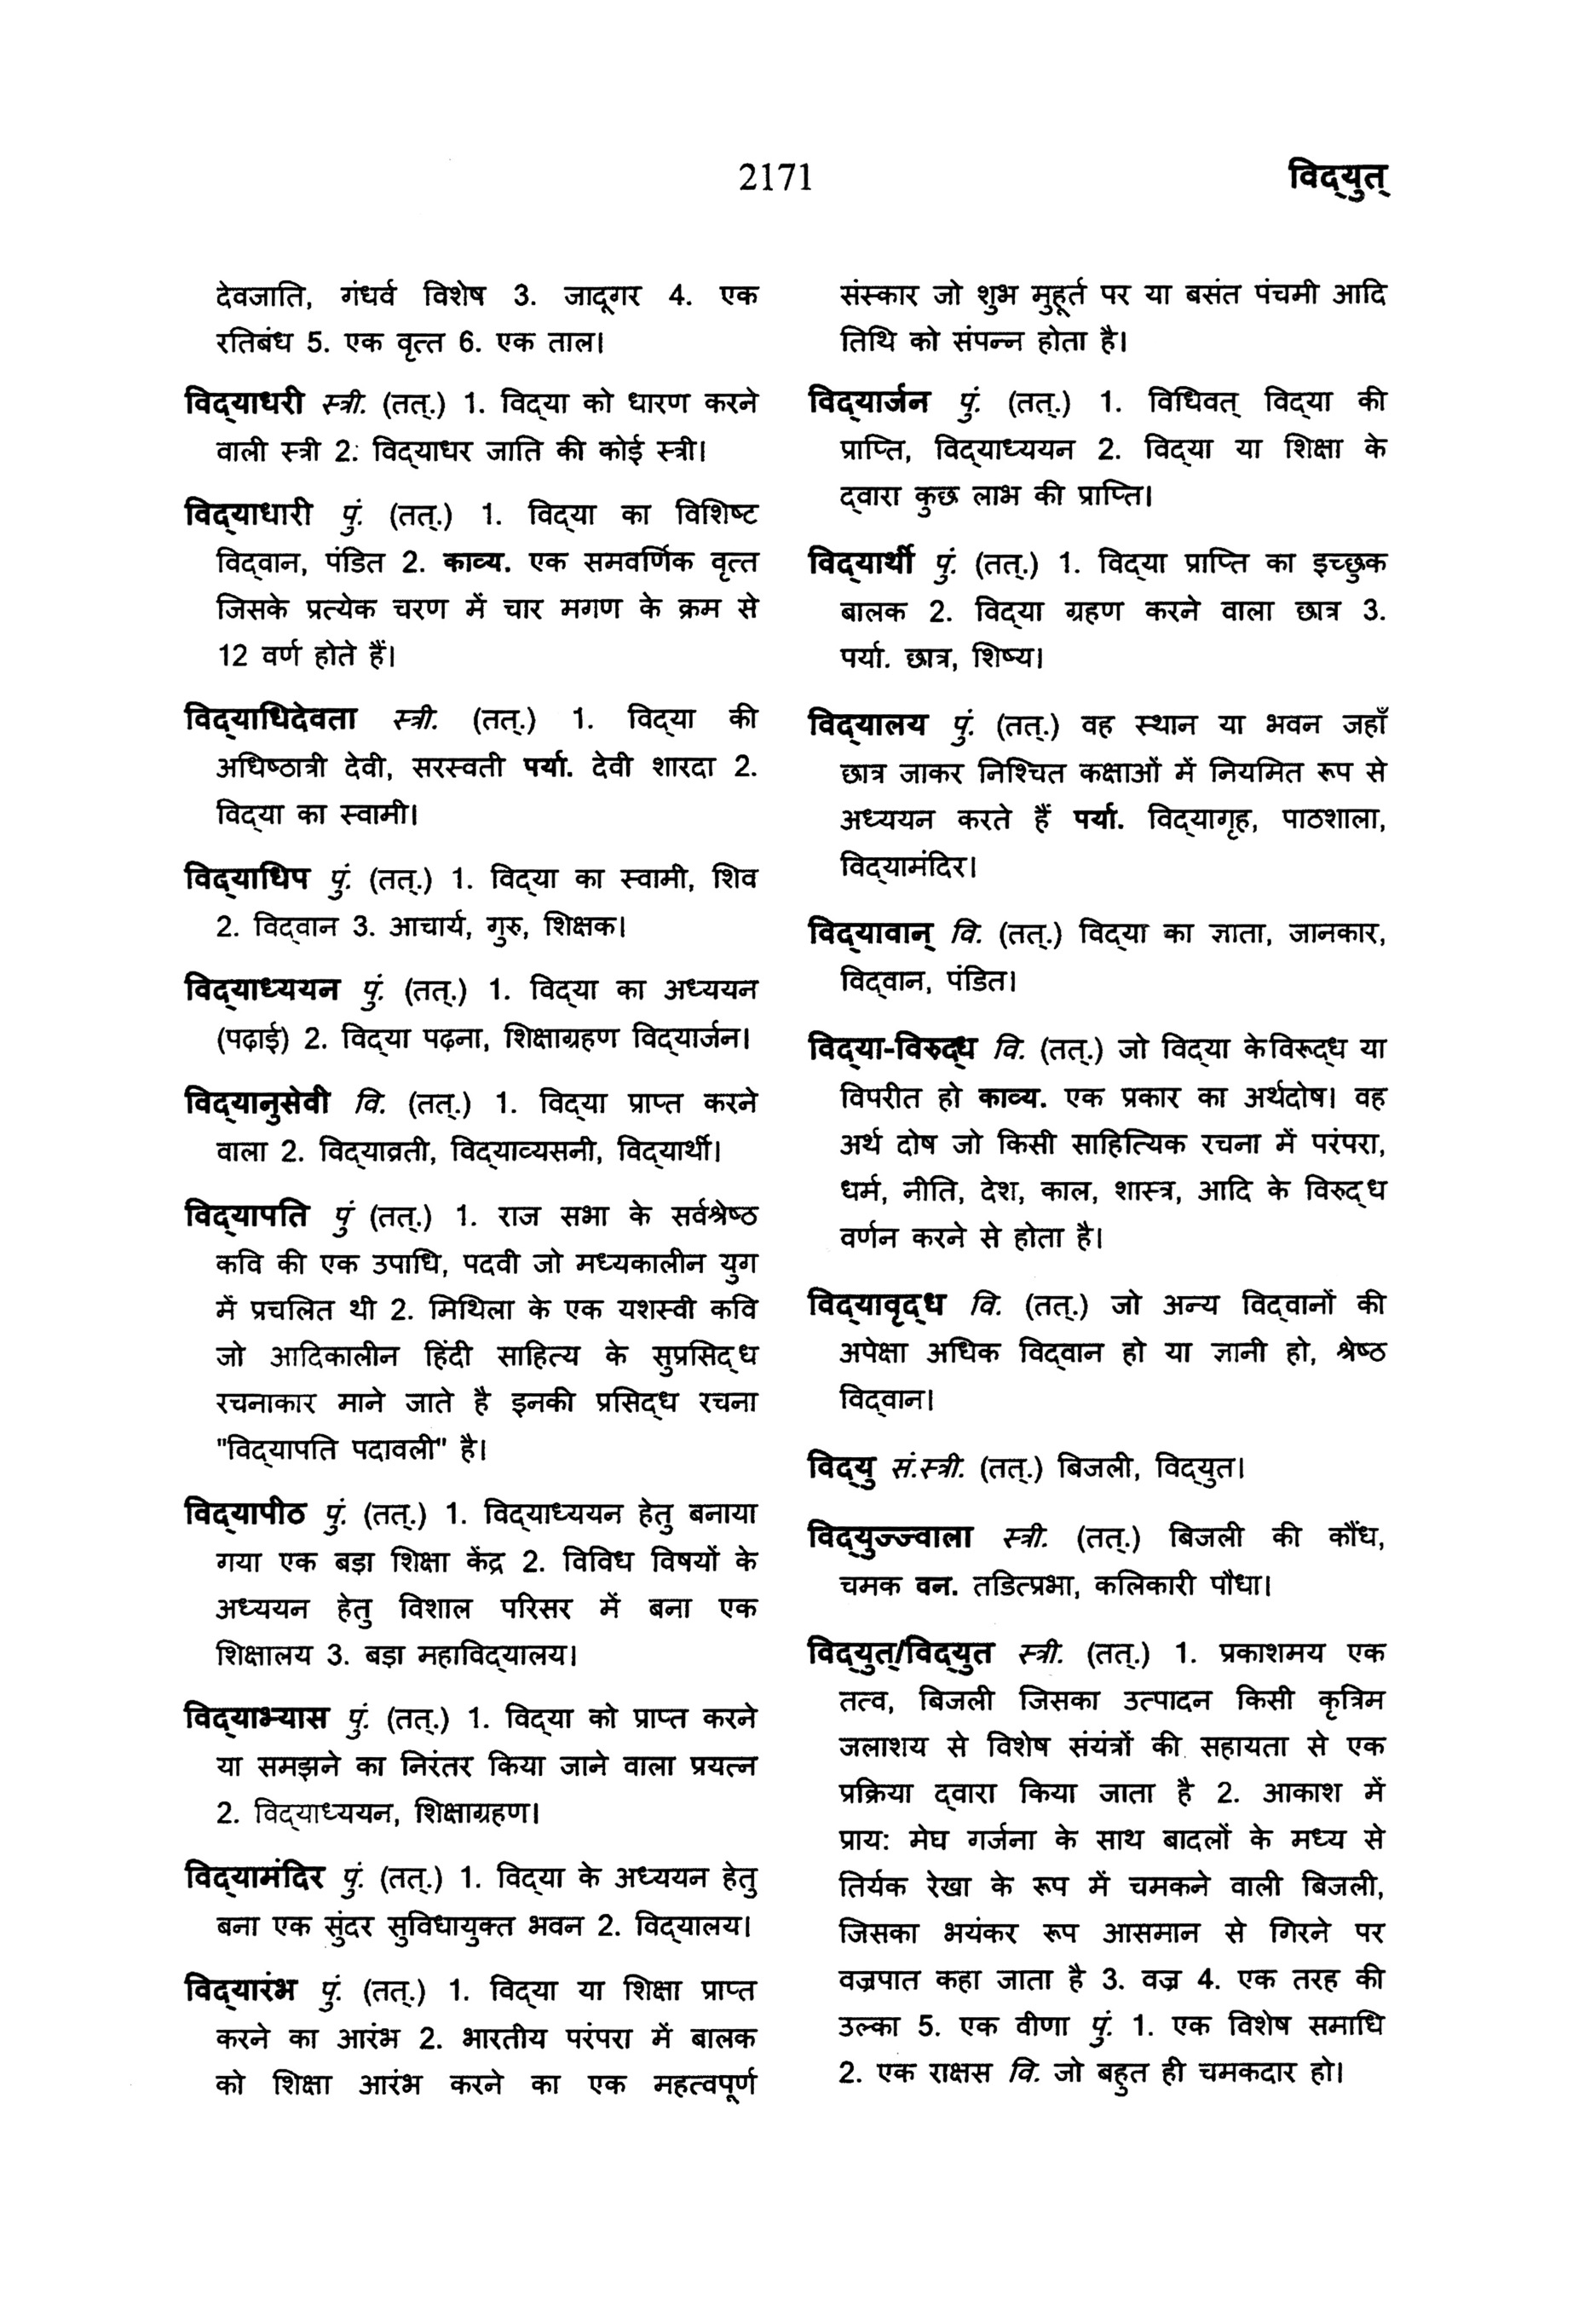 2171
विद्‌युत्
देवजाति, गंधर्व विशेष 3. जादूगर 4. एक
रतिबंध 5. एक वृत्त 6. एक ताल।
विद्‌याधरी स्त्री. (तत्.) 1. विद्‌या को धारण करने
वाली स्त्री 2. विद्‌याधर जाति की कोई स्त्री।
विद्‌याधारी पुं. (तत्.) 1. विद्‌या का विशिष्ट
विद्‌वान, पंडित 2. काव्य. एक समवर्णिक वृत्त
जिसके प्रत्येक चरण में चार मगण के क्रम से
12 वर्ण होते हैं।
विद्‌याधिदेवता स्त्री. (तत्.) 1. विद्‌या की
अधिष्ठात्री देवी, सरस्वती पर्या. देवी शारदा 2.
विद्‌या का स्वामी।
विद्‌याधिप पुं. (तत्.) 1. विद्‌या का स्वामी, शिव
2. विद्‌वान 3. आचार्य, गुरु, शिक्षक।
विद्‌याध्ययन पुं. (तत्.) 1. विद्‌या का अध्ययन
(पढ़ाई) 2. विद्‌या पढ़ना, शिक्षाग्रहण विद्‌यार्जन।
विद्‌यानुसेवी वि. (तत्.) 1. विद्‌या प्राप्त करने
वाला 2. विद्‌याव्रती, विद्‌याव्यसनी, विद्‌यार्थी।
विद्‌यापति पुं (तत्.) 1. राज सभा के सर्वश्रेष्ठ
कवि की एक उपाधि, पदवी जो मध्यकालीन युग
में प्रचलित थी 2. मिथिला के एक यशस्वी कवि
जो आदिकालीन हिंदी साहित्य के सुप्रसिद्‌ध
रचनाकार माने जाते है इनकी प्रसिद्‌ध रचना
"विद्‌यापति पदावली" है।
विद्‌यापीठ पुं. (तत्.) 1. विद्‌याध्ययन हेतु बनाया
गया एक बड़ा शिक्षा केंद्र 2. विविध विषयों के
अध्ययन हेतु विशाल परिसर में बना एक
शिक्षालय 3. बड़ा महाविद्‌यालय।
विद्‌याभ्यास पुं. (तत्.) 1. विद्‌या को प्राप्त करने
या समझने का निरंतर किया जाने वाला प्रयत्न
2. विद्‌याध्ययन, शिक्षाग्रहण।
विद्‌यामंदिर पुं. (तत्.) 1. विद्‌या के अध्ययन हेतु
बना एक सुंदर सुविधायुक्त भवन 2. विद्‌यालय।
विद्‌यारंभ पुं. (तत्.) 1. विद्‌या या शिक्षा प्राप्त
करने का आरंभ 2. भारतीय परंपरा में बालक
को शिक्षा आरंभ करने का एक महत्वपूर्ण
संस्कार जो शुभ मुहूर्त पर या बसंत पंचमी आदि
तिथि को संपन्न होता है।
विद्‌यार्जन पुं. (तत्.) 1. विधिवत् विद्‌या की
प्राप्ति, विद्‌याध्ययन 2. विद्‌या या शिक्षा के
द्‌वारा कुछ लाभ की प्राप्ति।
विद्‌यार्थी पुं. (तत्.) 1. विद्‌या प्राप्ति का इच्छुक
बालक 2. विद्‌या ग्रहण करने वाला छात्र 3.
पर्या. छात्र, शिष्य।
विद्‌यालय पुं. (तत्.) वह स्थान या भवन जहाँ
छात्र जाकर निश्चित कक्षाओं में नियमित रूप से
अध्ययन करते हैं पर्या. विद्‌यागृह, पाठशाला,
विद्‌यामंदिर।
विद्‌यावान् वि. (तत्.) विद्‌या का ज्ञाता, जानकार,
विद्‌वान, पंडित।
विद्‌या-विरुद्‌ध वि. (तत्.) जो विद्‌या केविरूद्‌ध या
विपरीत हो काव्य. एक प्रकार का अर्थदोष। वह
अर्थ दोष जो किसी साहित्यिक रचना में परंपरा,
धर्म, नीति, देश, काल, शास्त्र, आदि के विरुद्‌ध
वर्णन करने से होता है।
विद्‌यावृद्‌ध वि. (तत्.) जो अन्य विद्‌वानों की
अपेक्षा अधिक विद्‌वान हो या ज्ञानी हो, श्रेष्ठ
विद्‌वान।
विद्‌यु सं.स्त्री. (तत्.) बिजली, विद्‌युत।
विद्‌युज्ज्वाला स्त्री. (तत्.) बिजली की कौंध,
चमक वन. तडित्प्रभा, कलिकारी पौधा।
विद्‌युत्/विद्‌युत स्त्री. (तत्.) 1. प्रकाशमय एक
तत्व, बिजली जिसका उत्पादन किसी कृत्रिम
जलाशय से विशेष संयंत्रों की सहायता से एक
प्रक्रिया द्‌वारा किया जाता है 2. आकाश में
प्राय: मेघ गर्जना के साथ बादलों के मध्य से
तिर्यक रेखा के रूप में चमकने वाली बिजली,
जिसका भयंकर रूप आसमान से गिरने पर
वज्रपात कहा जाता है 3. वज्र 4. एक तरह की
उल्का 5. एक वीणा पुं. 1. एक विशेष समाधि
2. एक राक्षस वि. जो बहुत ही चमकदार हो।